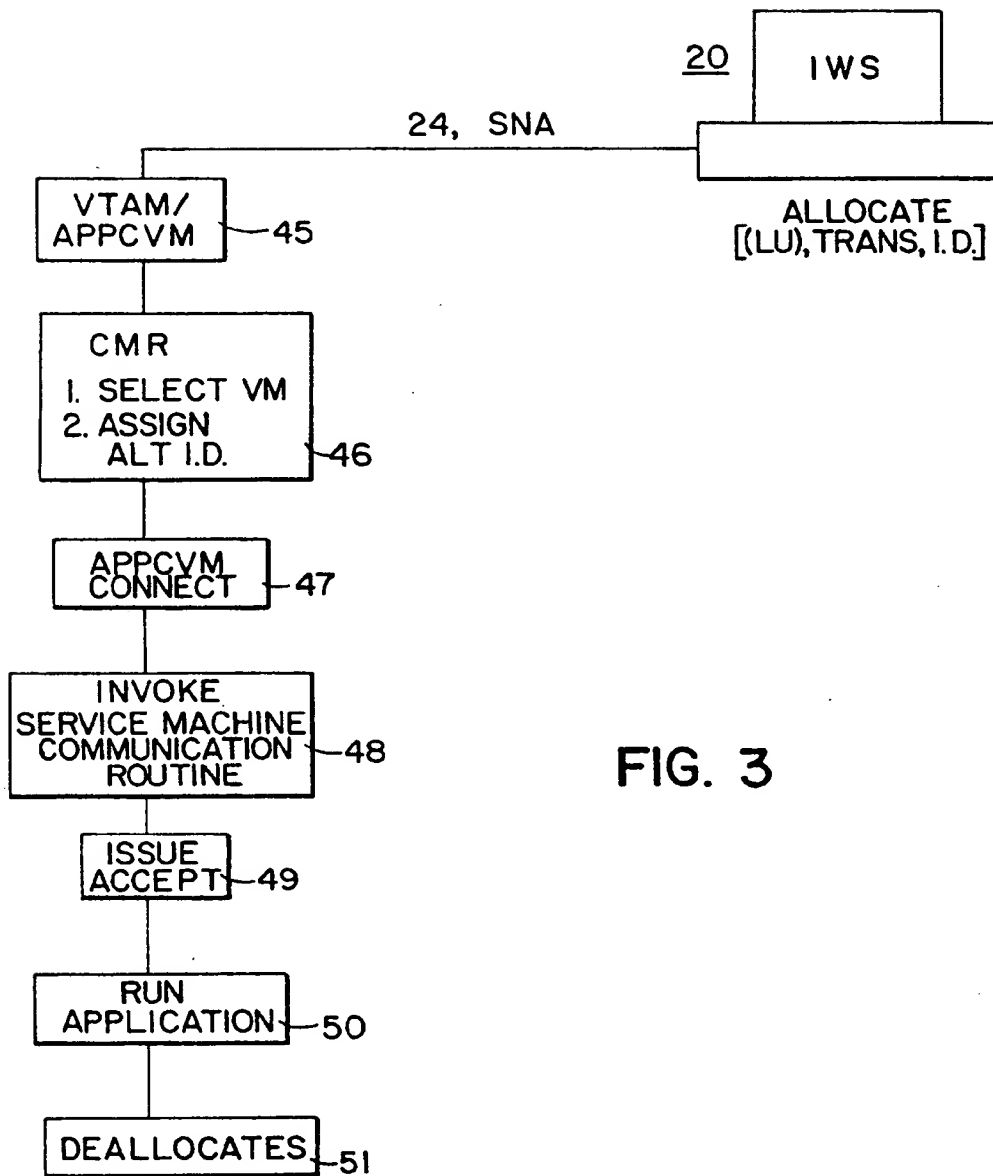 20
IWS
24, SNA
ALLOCATE
[(LU), TRANS, I.D.]
VTAM/
APPCVM
45
CMR
1. SELECT VM
2. ASSIGN
ALT I.D.
46
APPCVM
CONNECT
47
INVOKE
SERVICE MACHINE
COMMUNICATION
ROUTINE
48
FIG. 3
ISSUE
ACCEPT
49
RUN
APPLICATION
50
DEALLOCATES
51